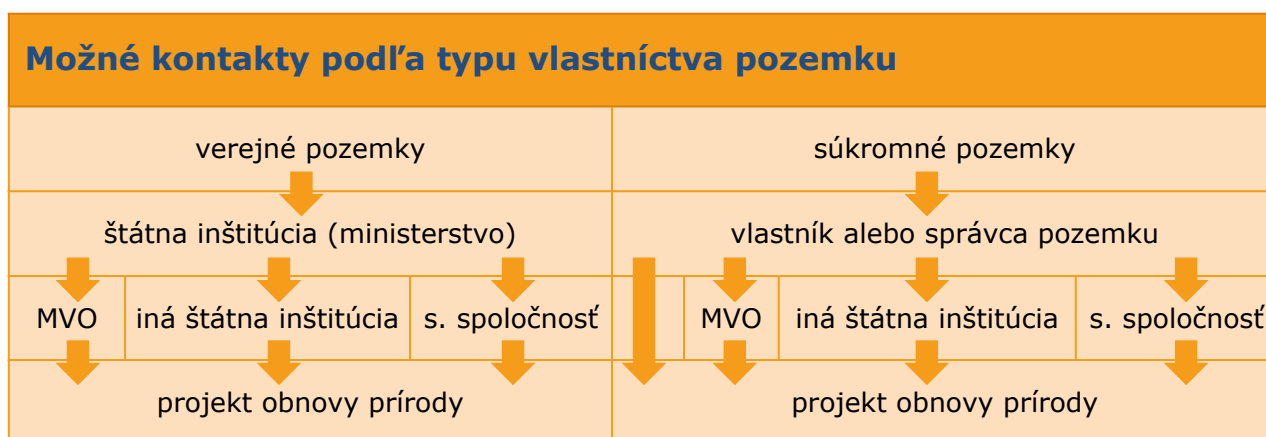 Možné kontakty podľa typu vlastníctva pozemku
verejné pozemky
súkromné pozemky
štátna inštitúcia (ministerstvo)
vlastník alebo správca pozemku
MVO
iná štátna inštitúcia
s. spoločnosť
MVO
iná štátna inštitúcia
s. spoločnosť
projekt obnovy prírody
projekt obnovy prírody